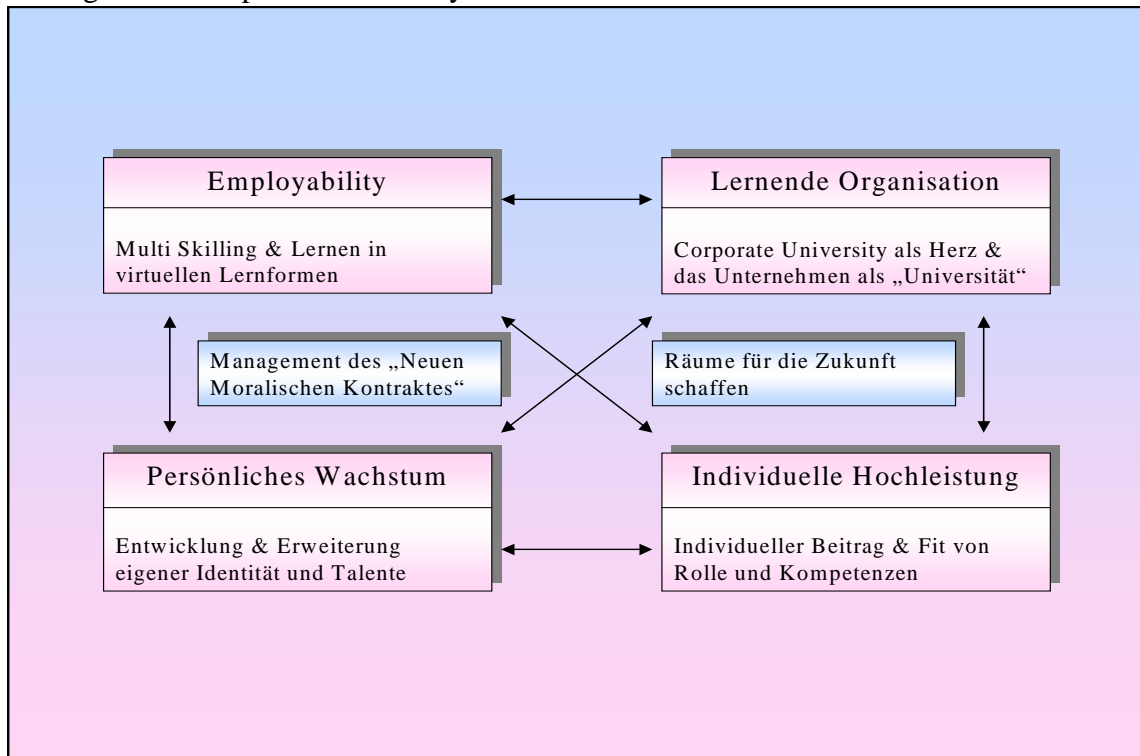 Employability
Lernende Organisation
Multi Skilling & Lernen in
virtuellen Lernformen
Corporate University als Herz &
das Unternehmen als „Universität“
Management des „Neuen
Moralischen Kontraktes“
Räume für die Zukunft
schaffen
Persönliches Wachstum
Individuelle Hochleistung
Entwicklung & Erweiterung
eigener Identität und Talente
Individueller Beitrag & Fit von
Rolle und Kompetenzen